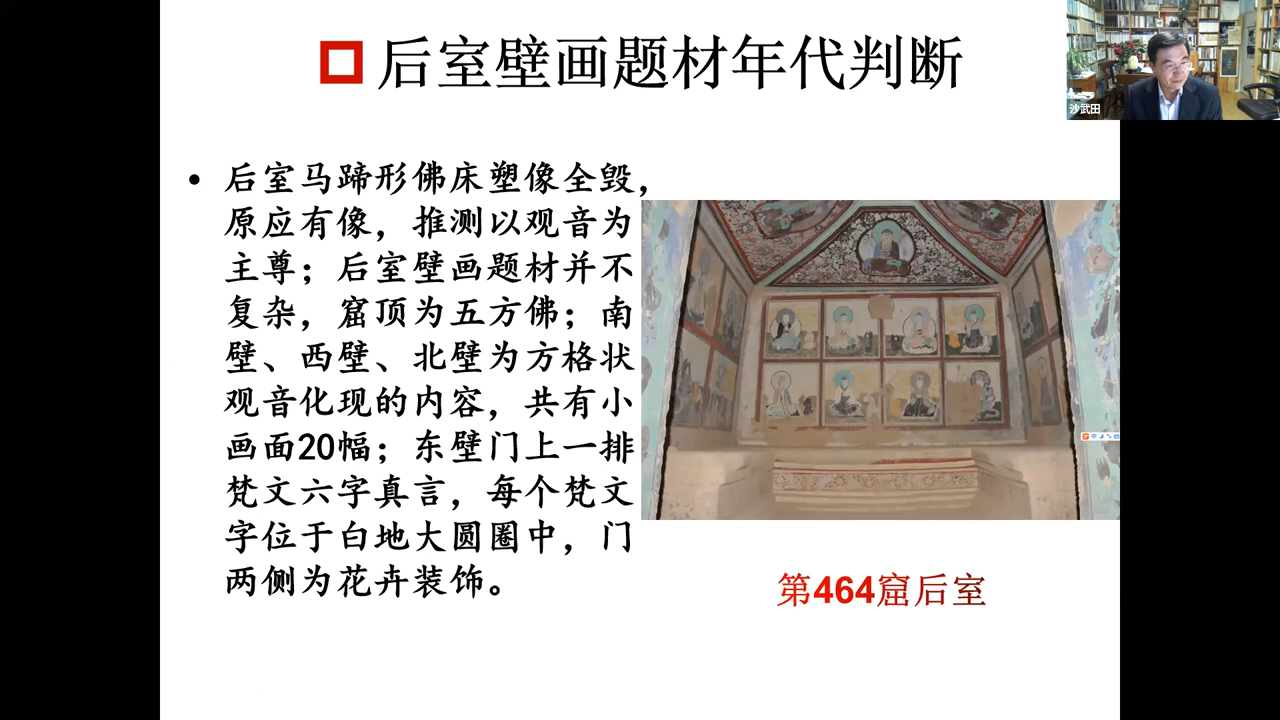 后室壁画题材年代判断
沙武田
• 后室马蹄形佛床塑像全毁，
原应有像，推测以观音为
主尊；后室壁画题材并不
复杂，窟顶为五方佛；南
壁、西壁、北壁为方格状
观音化现的内容，共有小
画面20幅；东壁门上一排
梵文六字真言，每个梵文
字位于白地大圆圈中，门
两侧为花卉装饰。
第464窟后室